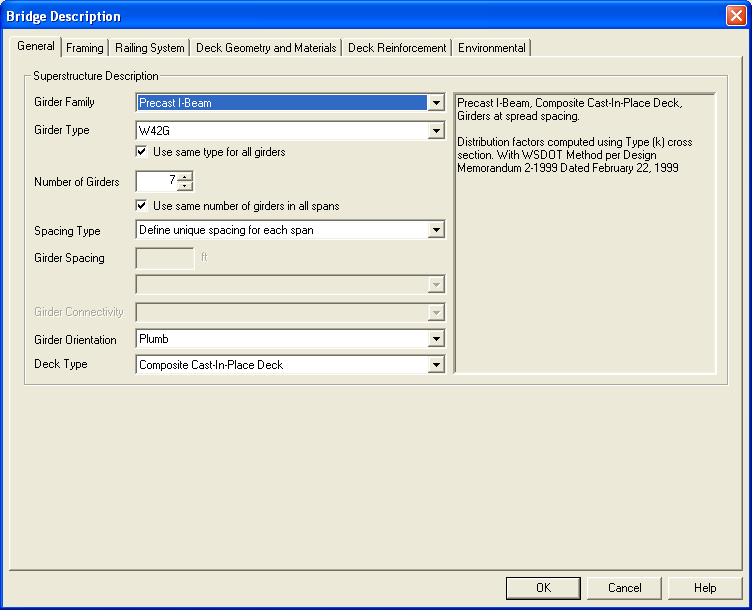 Bridge Description
General Framing Railing System Deck Geometry and Materials Deck Reinforcement Environmental
Superstructure Description
Girder Family Precast I-Beam
Girder Type W42G
Use same type for all girders
Number of Girders 7
Use same number of girders in all spans
Spacing Type Define unique spacing for each span
Girder Spacing ft
Girder Connectivity
Girder Orientation Plumb
Deck Type Composite Cast-In-Place Deck
Precast I-Beam, Composite Cast-In-Place Deck,
Girders at spread spacing.
Distribution factors computed using Type (k) cross
section. With WSDOT Method per Design
Memorandum 2-1999 Dated February 22, 1999
OK Cancel Help